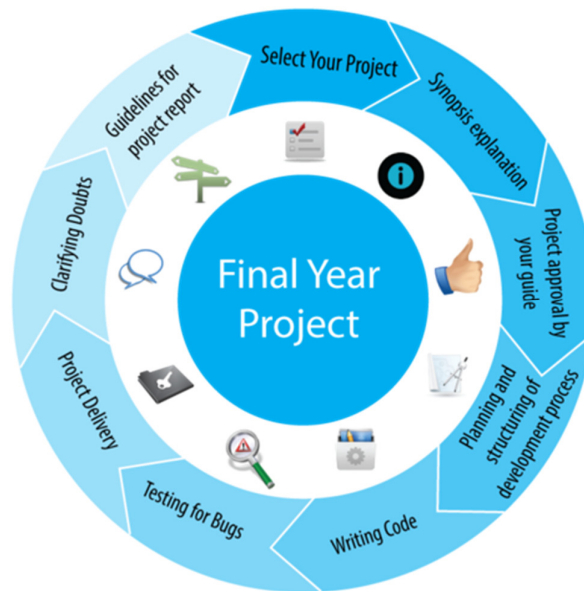 Final Year
Project
Select Your Project
Synopsis explanation
Project approval by
your guide
Planning and
structuring of
development process
Writing Code
Testing for Bugs
Project Delivery
Clarifying Doubts
Guidelines for
project report